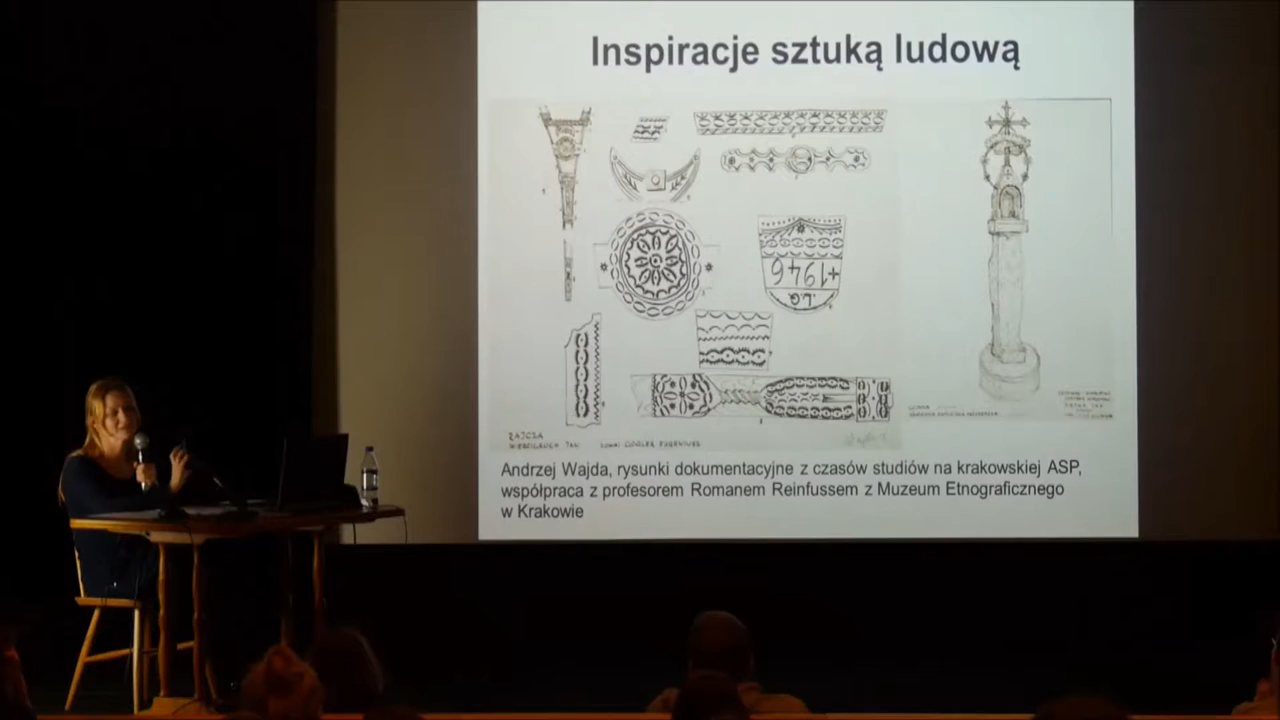 Inspiracje sztuką ludową
+1946
Andrzej Wajda, rysunki dokumentacyjne z czasów studiów na krakowskiej ASP,
współpraca z profesorem Romanem Reinfussem z Muzeum Etnograficznego
w Krakowie